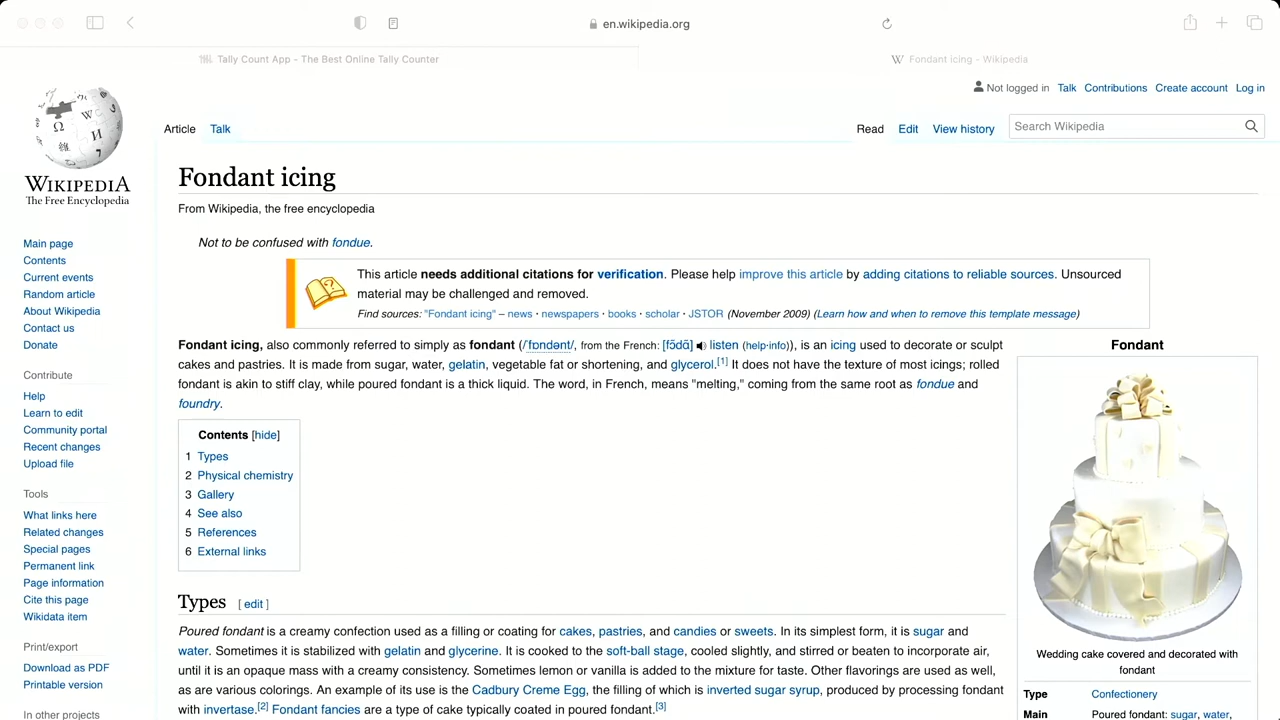 en.wikipedia.org
Tally Count App - The Best Online Tally Counter
Fondant icing - Wikipedia
Not logged in Talk Contributions Create account Log in
Article Talk Read Edit View history Search Wikipedia
WIKIPEDIA
The Free Encyclopedia
Main page
Contents
Current events
Random article
About Wikipedia
Contact us
Donate
Contribute
Help
Learn to edit
Community portal
Recent changes
Upload file
Tools
What links here
Related changes
Special pages
Permanent link
Page information
Cite this page
Wikidata item
Print/export
Download as PDF
Printable version
In other projects
Fondant icing
From Wikipedia, the free encyclopedia
Not to be confused with fondue.
This article needs additional citations for verification. Please help improve this article by adding citations to reliable sources. Unsourced
material may be challenged and removed.
Find sources: "Fondant icing" – news · newspapers · books · scholar · JSTOR (November 2009) (Learn how and when to remove this template message)
Fondant icing, also commonly referred to simply as fondant (/ˈfɒndənt/, from the French: [fɔ̃dɑ̃] listen (help·info)), is an icing used to decorate or sculpt
cakes and pastries. It is made from sugar, water, gelatin, vegetable fat or shortening, and glycerol.[1] It does not have the texture of most icings; rolled
fondant is akin to stiff clay, while poured fondant is a thick liquid. The word, in French, means "melting," coming from the same root as fondue and
foundry.
Contents [hide]
1 Types
2 Physical chemistry
3 Gallery
4 See also
5 References
6 External links
Types [ edit ]
Poured fondant is a creamy confection used as a filling or coating for cakes, pastries, and candies or sweets. In its simplest form, it is sugar and
water. Sometimes it is stabilized with gelatin and glycerine. It is cooked to the soft-ball stage, cooled slightly, and stirred or beaten to incorporate air,
until it is an opaque mass with a creamy consistency. Sometimes lemon or vanilla is added to the mixture for taste. Other flavorings are used as well,
as are various colorings. An example of its use is the Cadbury Creme Egg, the filling of which is inverted sugar syrup, produced by processing fondant
with invertase.[2] Fondant fancies are a type of cake typically coated in poured fondant.[3]
Fondant
Wedding cake covered and decorated with
fondant
Type Confectionery
Main Poured fondant: sugar, water,